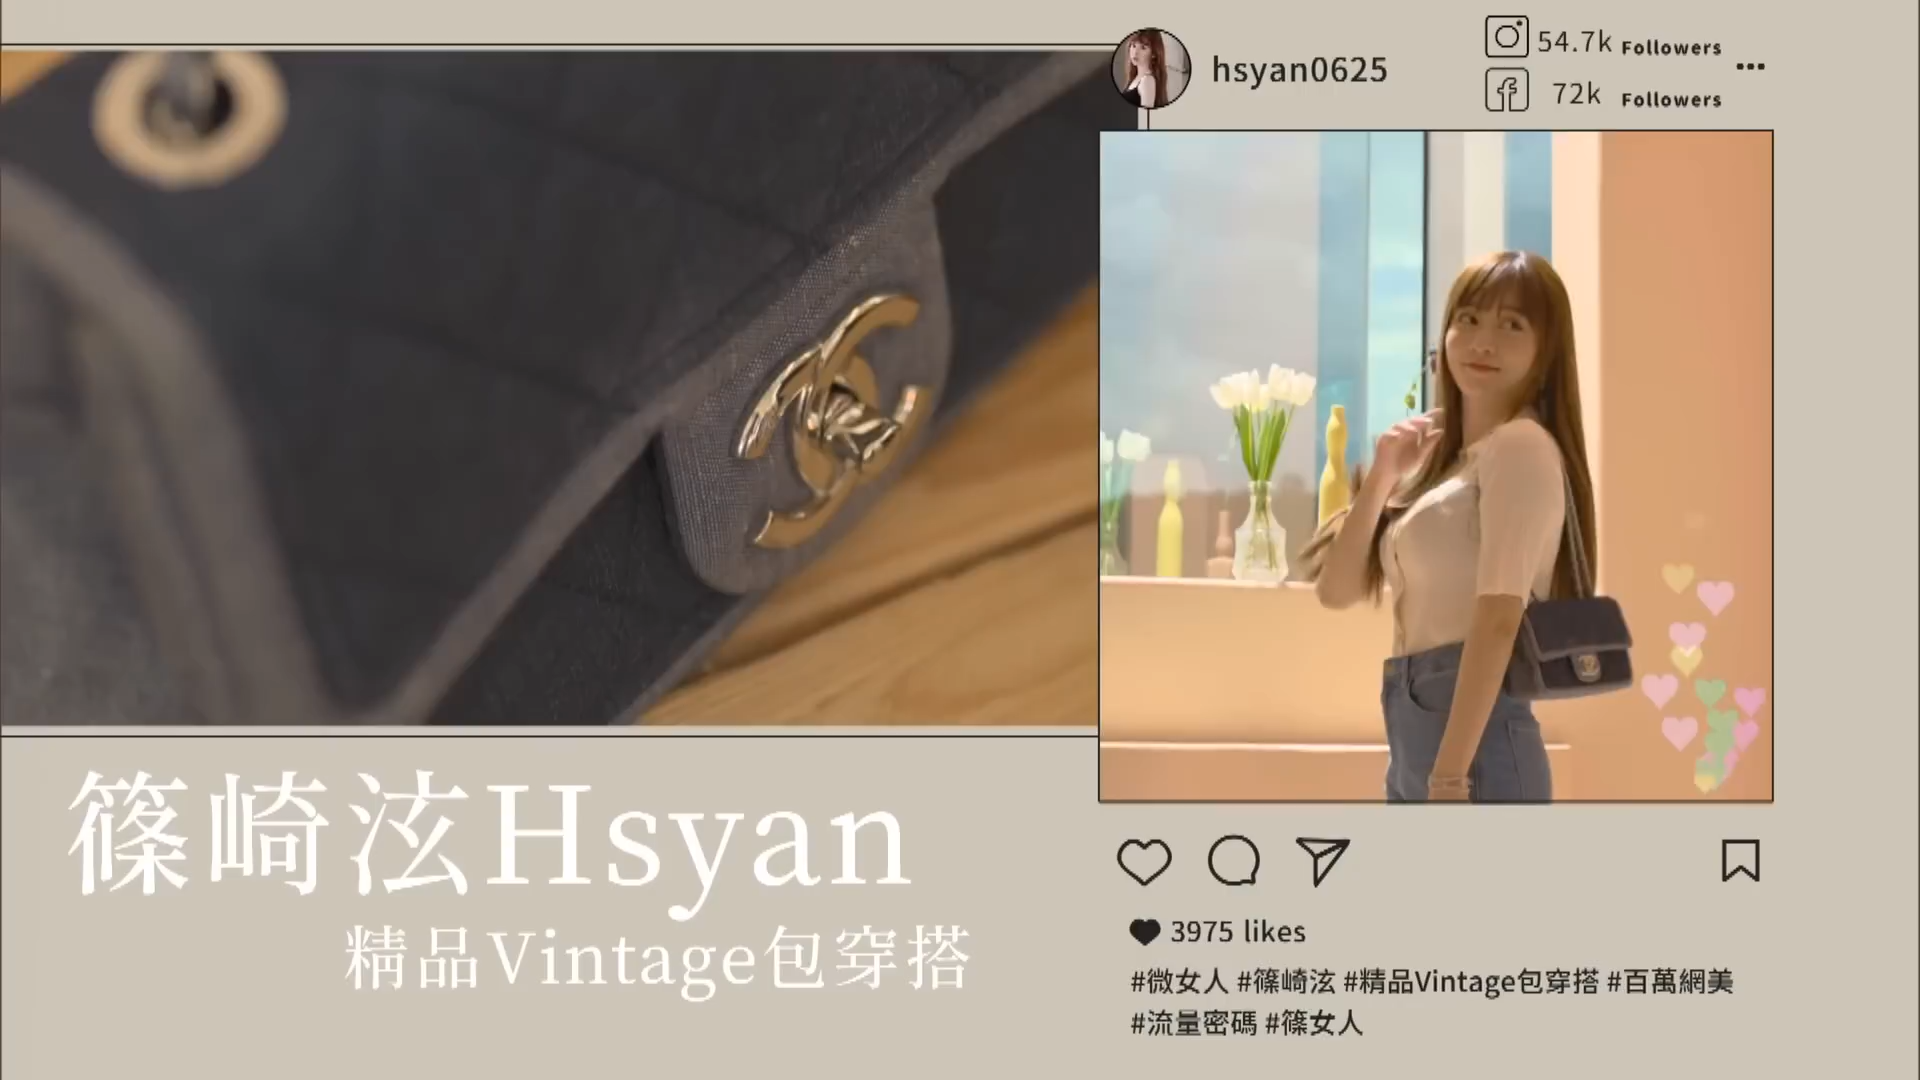 hsyan0625
54.7k Followers
72k Followers
篠崎泫Hsyan
精品Vintage包穿搭
3975 likes
#微女人 #篠崎泫 #精品Vintage包穿搭 #百萬網美
#流量密碼 #篠女人